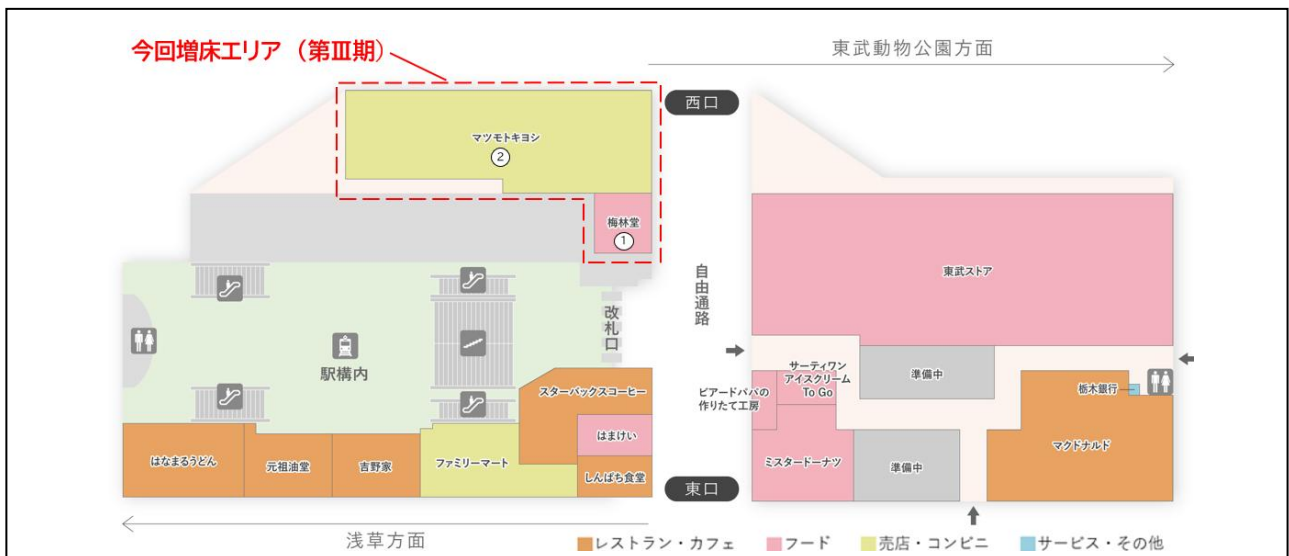 今回増床エリア（第Ⅲ期）
東武動物公園方面
西口
マツモトキヨシ
②
梅林堂
①
自由通路
東武ストア
改札口
駅構内
スターバックスコーヒー
はまけい
しんぱち食堂
はなまるうどん
元祖油堂
吉野家
ファミリーマート
サーティワン
アイスクリーム
To Go
ビアードパパの
作りたて工房
準備中
栃木銀行
マクドナルド
ミスタードーナツ
準備中
東口
浅草方面
レストラン・カフェ
フード
売店・コンビニ
サービス・その他